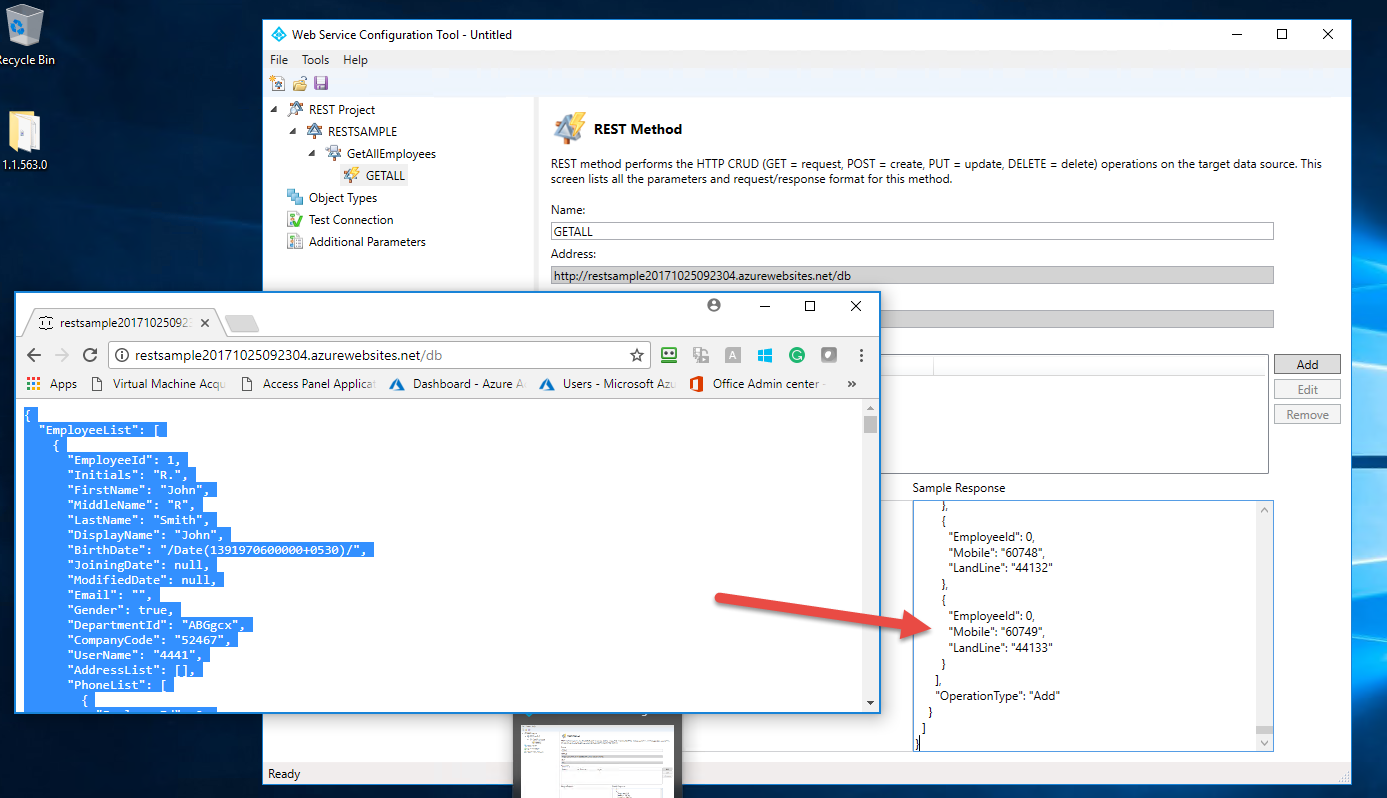 Recycle Bin
1.1.563.0
Web Service Configuration Tool - Untitled
File Tools Help
REST Project
RESTSAMPLE
GetAllEmployees
GETALL
Object Types
Test Connection
Additional Parameters
REST Method
REST method performs the HTTP CRUD (GET = request, POST = create, PUT = update, DELETE = delete) operations on the target data source. This
screen lists all the parameters and request/response format for this method.
Name:
GETALL
Address:
http://restsample20171025092304.azurewebsites.net/db
Add
Edit
Remove
restsample2017102509230
restsample20171025092304.azurewebsites.net/db
Apps Virtual Machine Acqu Access Panel Applicat Dashboard - Azure A Users - Microsoft Azu Office Admin center - »
{
"EmployeeList": [
{
"EmployeeId": 1,
"Initials": "R.",
"FirstName": "John",
"MiddleName": "R",
"LastName": "Smith",
"DisplayName": "John",
"BirthDate": "/Date(1391970600000+0530)/",
"JoiningDate": null,
"ModifiedDate": null,
"Email": "",
"Gender": true,
"DepartmentId": "ABGgcx",
"CompanyCode": "52467",
"UserName": "4441",
"AddressList": [],
"PhoneList": [
{
Sample Response
},
{
"EmployeeId": 0,
"Mobile": "60748",
"LandLine": "44132"
},
{
"EmployeeId": 0,
"Mobile": "60749",
"LandLine": "44133"
}
],
"OperationType": "Add"
}
]
}
Ready